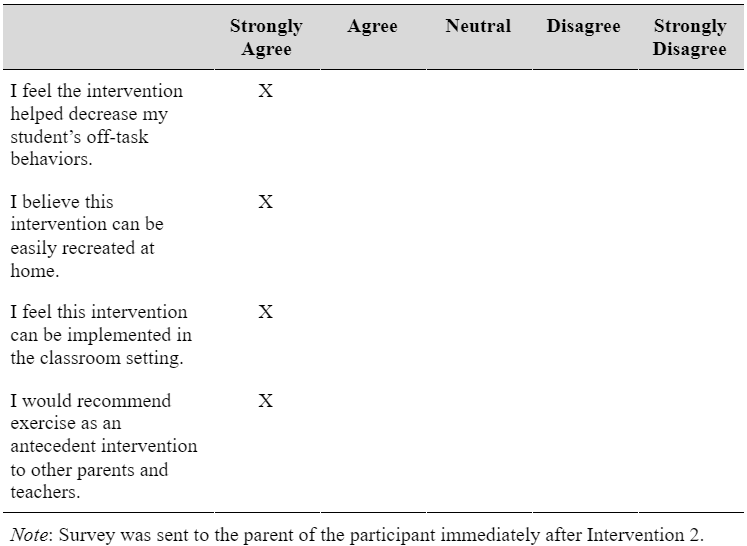 Strongly Agree Agree Neutral Disagree Strongly Disagree
I feel the intervention X
helped decrease my
student’s off-task
behaviors.
I believe this X
intervention can be
easily recreated at
home.
I feel this intervention X
can be implemented in
the classroom setting.
I would recommend X
exercise as an
antecedent intervention
to other parents and
teachers.
Note: Survey was sent to the parent of the participant immediately after Intervention 2.